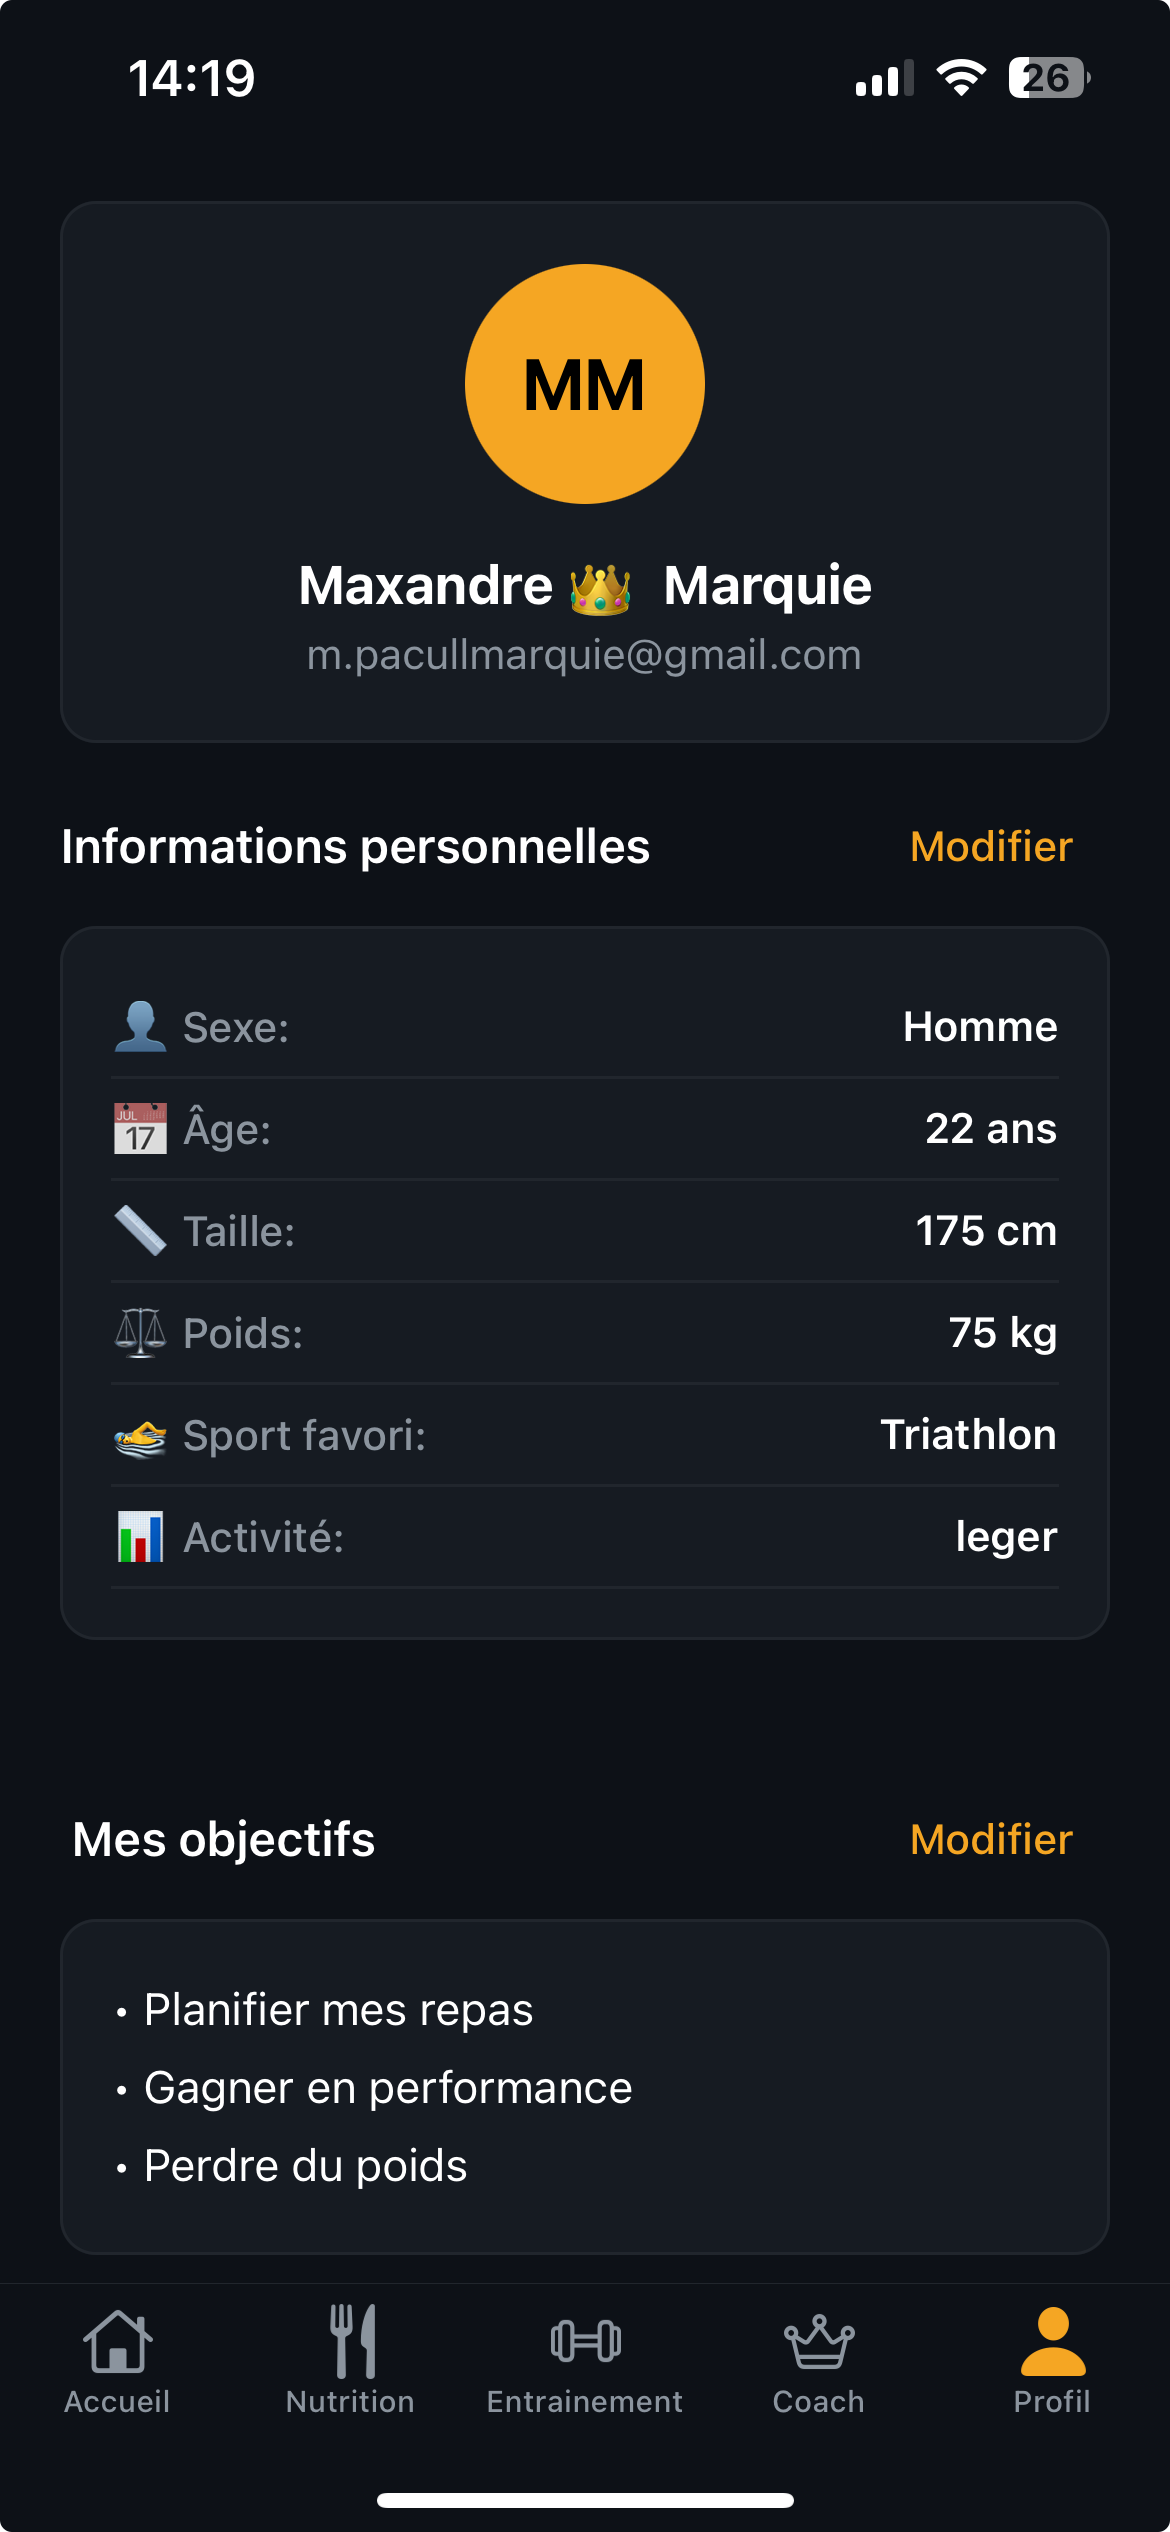 14:19
26
MM
Maxandre 👑 Marquie
m.pacullmarquie@gmail.com
Informations personnelles Modifier
Sexe: Homme
JUL 17 Âge: 22 ans
Taille: 175 cm
Poids: 75 kg
Sport favori: Triathlon
Activité: leger
Mes objectifs Modifier
• Planifier mes repas
• Gagner en performance
• Perdre du poids
Accueil Nutrition Entrainement Coach Profil